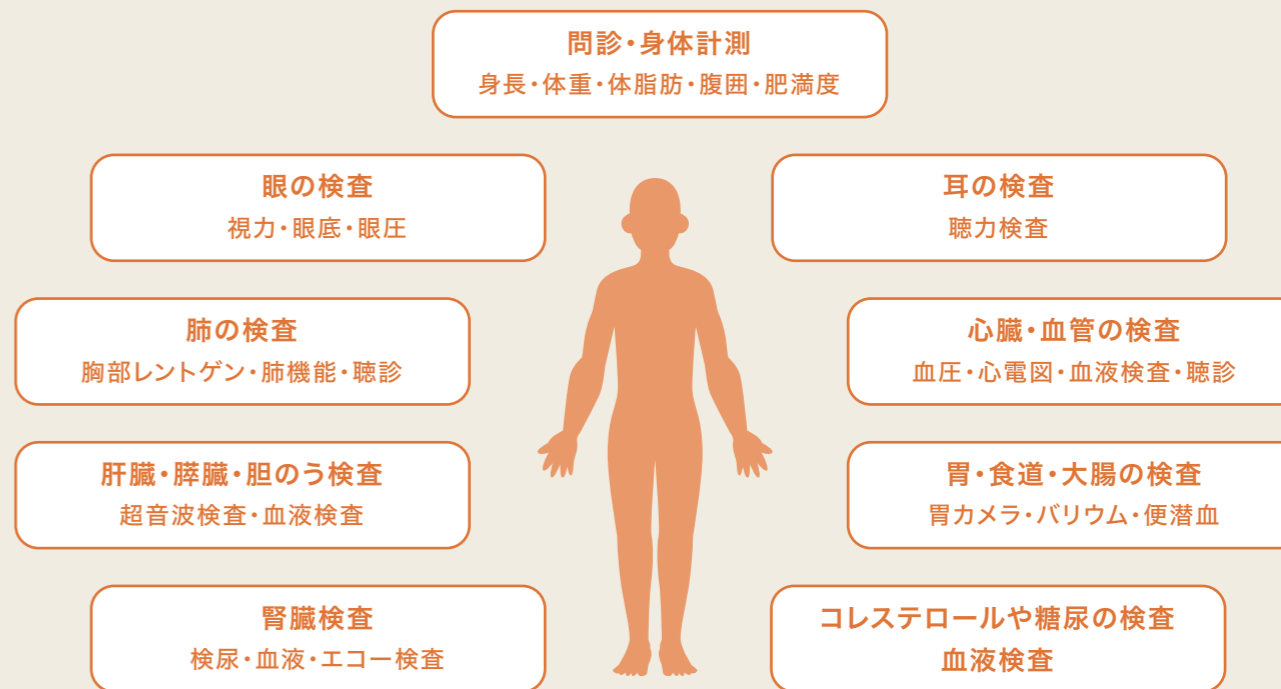 問診・身体計測
身長・体重・体脂肪・腹囲・肥満度
眼の検査
視力・眼底・眼圧
耳の検査
聴力検査
肺の検査
胸部レントゲン・肺機能・聴診
心臓・血管の検査
血圧・心電図・血液検査・聴診
肝臓・膵臓・胆のう検査
超音波検査・血液検査
胃・食道・大腸の検査
胃カメラ・バリウム・便潜血
腎臓検査
検尿・血液・エコー検査
コレステロールや糖尿の検査
血液検査